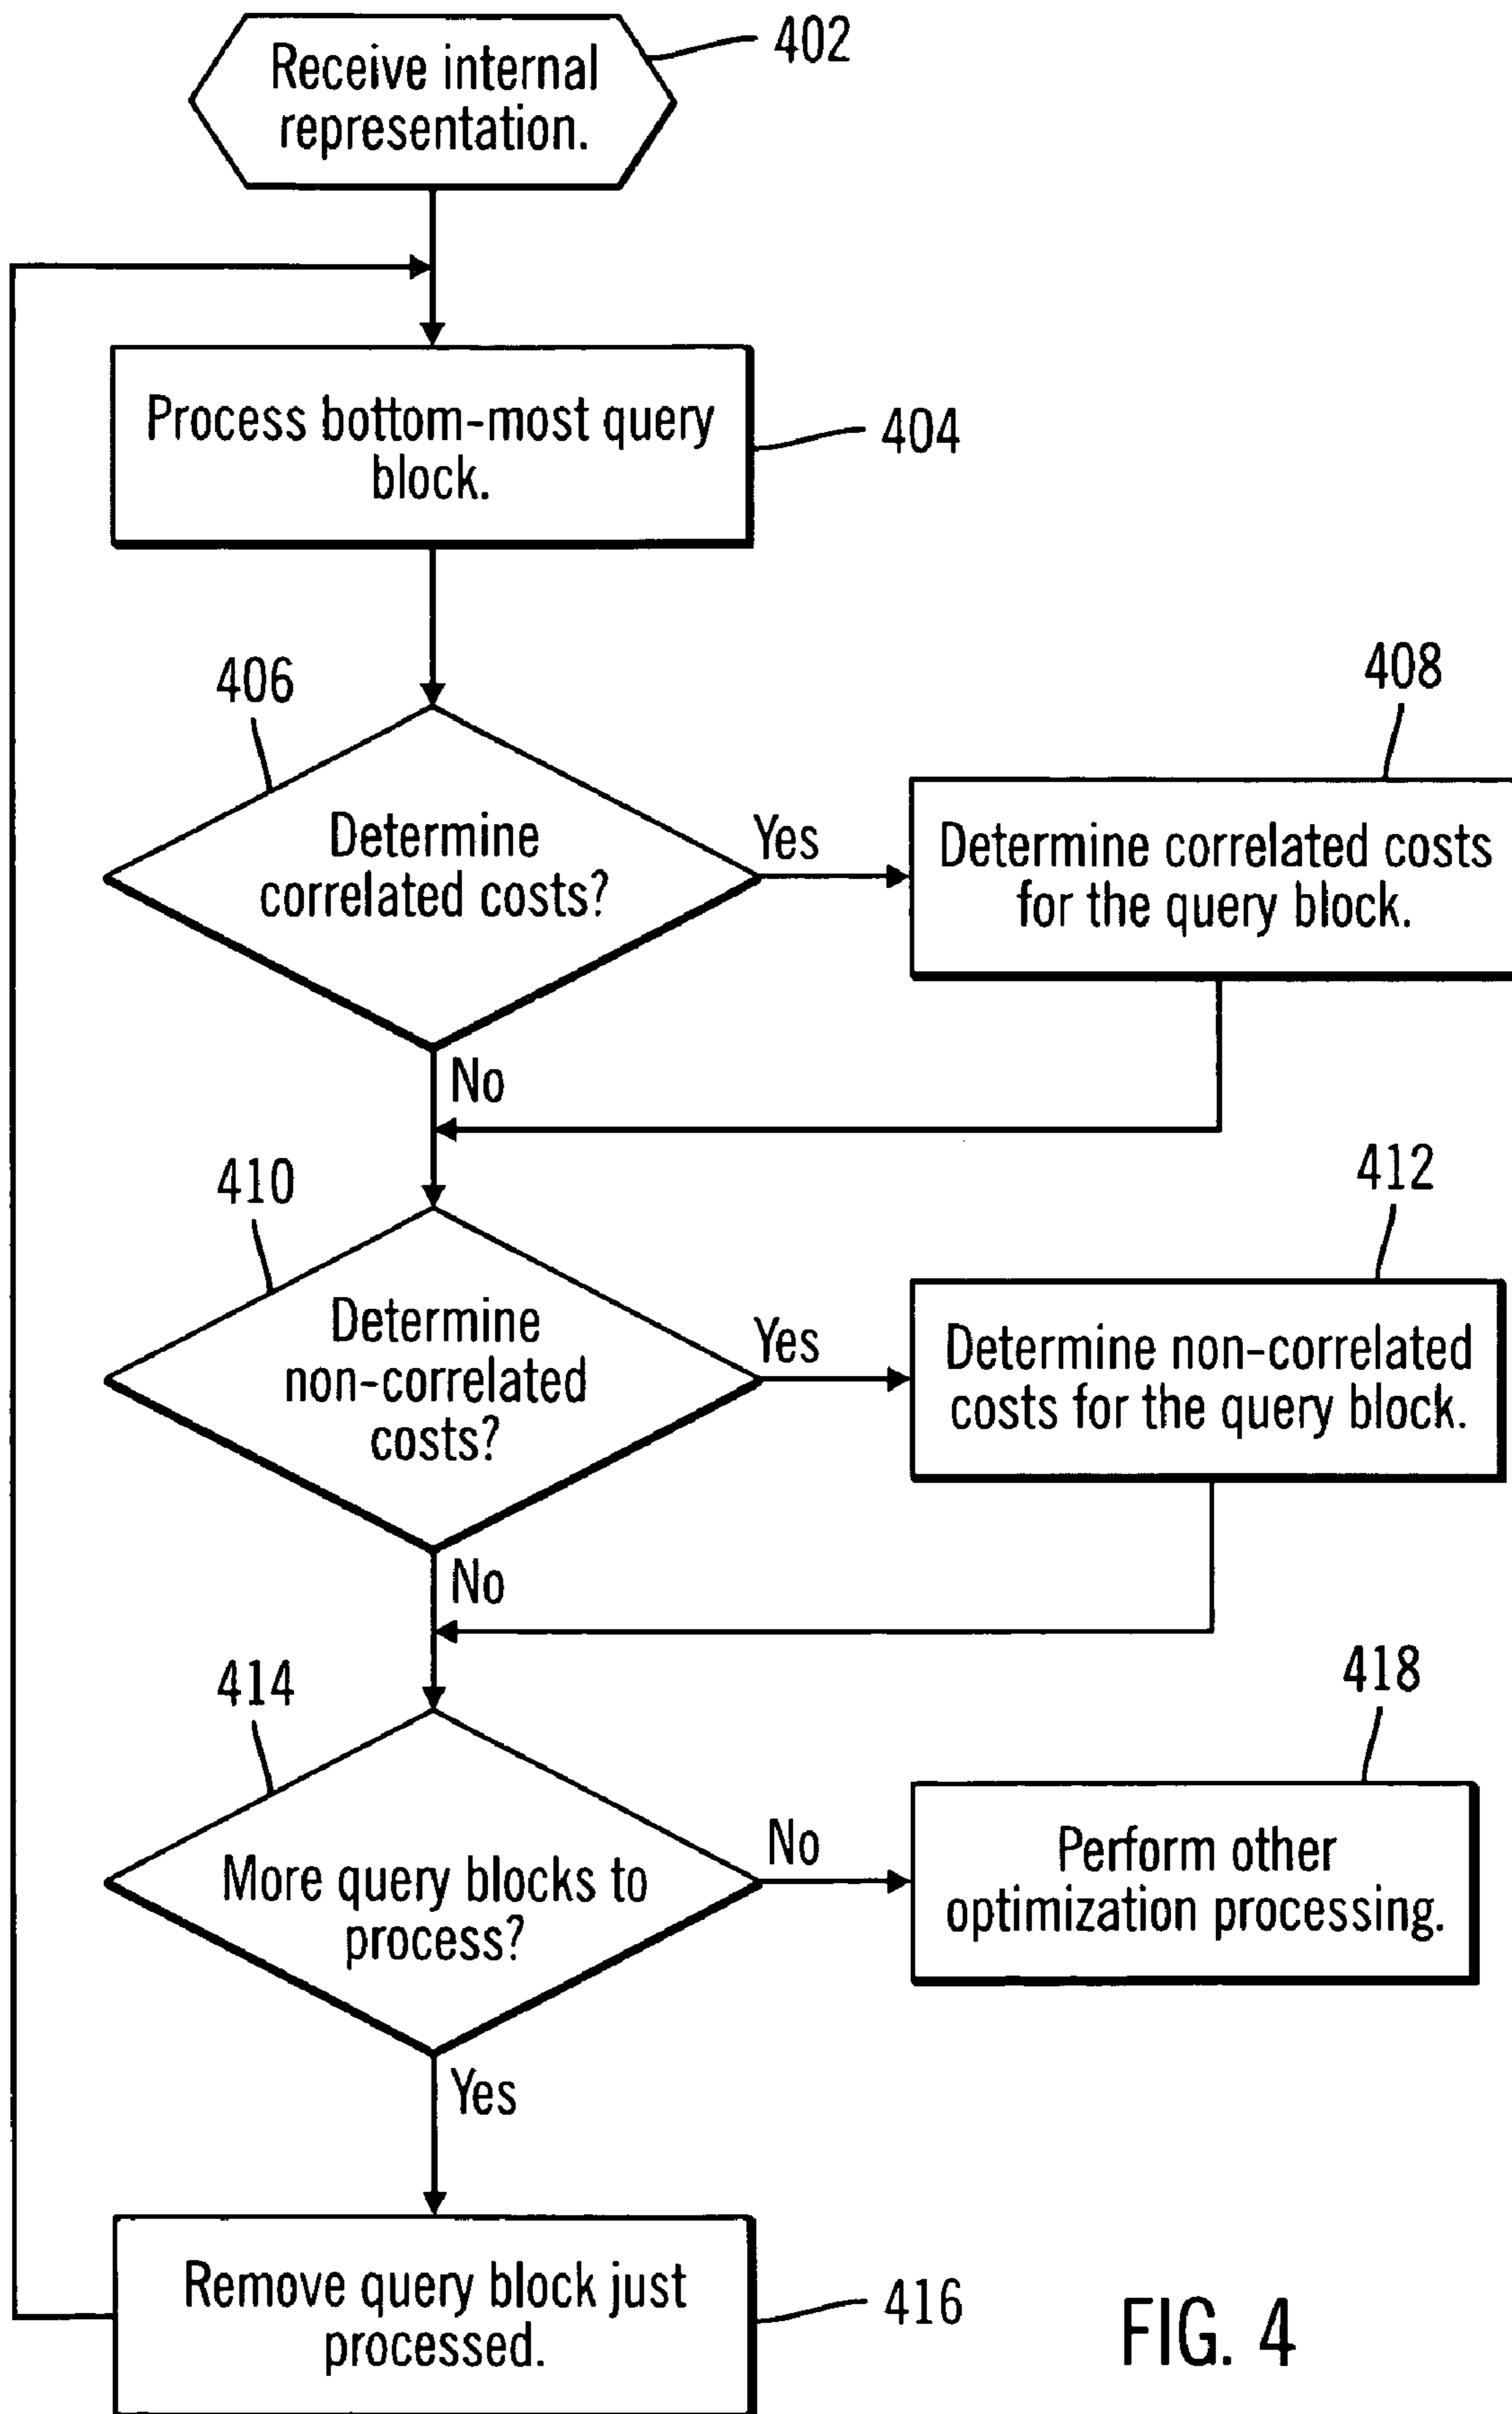 Receive internal
representation.
402
Process bottom-most query
block.
404
406
Determine
correlated costs?
Yes
No
408
Determine correlated costs
for the query block.
410
Determine
non-correlated
costs?
Yes
No
412
Determine non-correlated
costs for the query block.
414
More query blocks to
process?
No
Yes
418
Perform other
optimization processing.
Remove query block just
processed.
416
FIG. 4